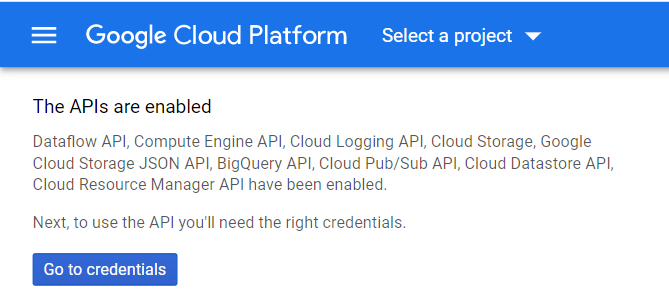 Google Cloud Platform Select a project
The APIs are enabled
Dataflow API, Compute Engine API, Cloud Logging API, Cloud Storage, Google
Cloud Storage JSON API, BigQuery API, Cloud Pub/Sub API, Cloud Datastore API,
Cloud Resource Manager API have been enabled.
Next, to use the API you'll need the right credentials.
Go to credentials